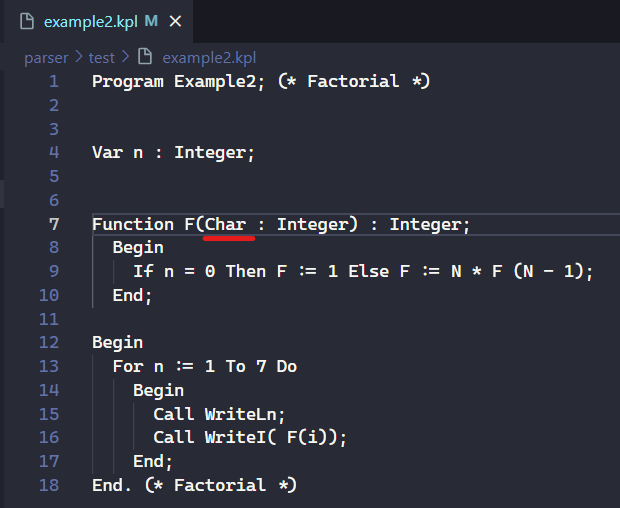 example2.kpl M ×
parser > test > example2.kpl
1 Program Example2; (* Factorial *)
2
3
4 Var n : Integer;
5
6
7 Function F(Char : Integer) : Integer;
8 Begin
9 If n = 0 Then F := 1 Else F := N * F (N - 1);
10 End;
11
12 Begin
13 For n := 1 To 7 Do
14 Begin
15 Call WriteLn;
16 Call WriteI( F(i));
17 End;
18 End. (* Factorial *)